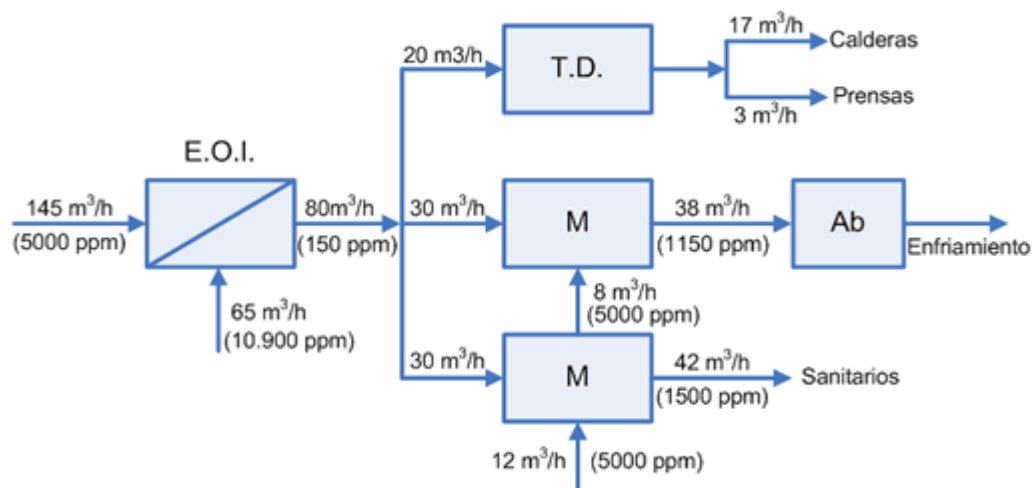 17 m³/h
Calderas
20 m3/h
T.D.
Prensas
3 m³/h
E.O.I.
145 m³/h
(5000 ppm)
80m³/h
(150 ppm)
30 m³/h
M
38 m³/h
(1150 ppm)
Ab
Enfriamiento
65 m³/h
(10.900 ppm)
8 m³/h
(5000 ppm)
30 m³/h
M
42 m³/h
(1500 ppm)
Sanitarios
12 m³/h
(5000 ppm)